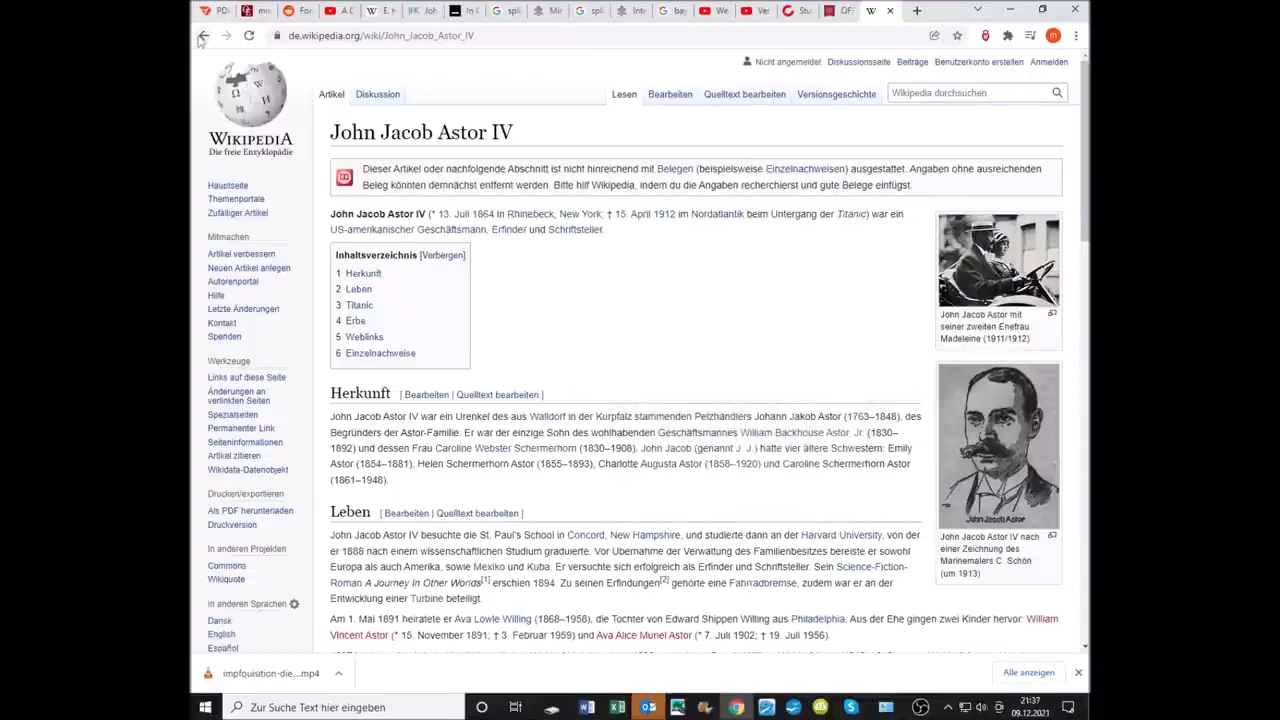 PDF
Für
A C
E. H
JFK Joh
In C
spli
Mir
spli
Inte
bay
We
Ver
Stu
OFF
W
de.wikipedia.org/wiki/John_Jacob_Astor_IV
m
Nicht angemeldet Diskussionsseite Beiträge Benutzerkonto erstellen Anmelden
Artikel Diskussion Lesen Bearbeiten Quelltext bearbeiten Versionsgeschichte Wikipedia durchsuchen
WIKIPEDIA
Die freie Enzyklopädie
Hauptseite
Themenportale
Zufälliger Artikel
Mitmachen
Artikel verbessern
Neuen Artikel anlegen
Autorenportal
Hilfe
Letzte Änderungen
Kontakt
Spenden
Werkzeuge
Links auf diese Seite
Änderungen an
verlinkten Seiten
Spezialseiten
Permanenter Link
Seiteninformationen
Artikel zitieren
Wikidata-Datenobjekt
Drucken/exportieren
Als PDF herunterladen
Druckversion
In anderen Projekten
Commons
Wikiquote
In anderen Sprachen
Dansk
English
Español
John Jacob Astor IV
Dieser Artikel oder nachfolgende Abschnitt ist nicht hinreichend mit Belegen (beispielsweise Einzelnachweisen) ausgestattet. Angaben ohne ausreichenden
Beleg könnten demnächst entfernt werden. Bitte hilf Wikipedia, indem du die Angaben recherchierst und gute Belege einfügst.
John Jacob Astor IV (* 13. Juli 1864 in Rhinebeck, New York; † 15. April 1912 im Nordatlantik beim Untergang der Titanic) war ein
US-amerikanischer Geschäftsmann, Erfinder und Schriftsteller.
Inhaltsverzeichnis [Verbergen]
1 Herkunft
2 Leben
3 Titanic
4 Erbe
5 Weblinks
6 Einzelnachweise
John Jacob Astor mit
seiner zweiten Ehefrau
Madeleine (1911/1912)
Herkunft [ Bearbeiten | Quelltext bearbeiten ]
John Jacob Astor IV war ein Urenkel des aus Walldorf in der Kurpfalz stammenden Pelzhändlers Johann Jakob Astor (1763–1848), des
Begründers der Astor-Familie. Er war der einzige Sohn des wohlhabenden Geschäftsmannes William Backhouse Astor Jr. (1830–
1892) und dessen Frau Caroline Webster Schermerhorn (1830–1908). John Jacob (genannt J. J.) hatte vier ältere Schwestern: Emily
Astor (1854–1881), Helen Schermerhorn Astor (1855–1893), Charlotte Augusta Astor (1858–1920) und Caroline Schermerhorn Astor
(1861–1948).
John Jacob Astor
John Jacob Astor IV nach
einer Zeichnung des
Marinemalers C. Schön
(um 1913)
Leben [ Bearbeiten | Quelltext bearbeiten ]
John Jacob Astor IV besuchte die St. Paul's School in Concord, New Hampshire, und studierte dann an der Harvard University, von der
er 1888 nach einem wissenschaftlichen Studium graduierte. Vor Übernahme der Verwaltung des Familienbesitzes bereiste er sowohl
Europa als auch Amerika, sowie Mexiko und Kuba. Er versuchte sich erfolgreich als Erfinder und Schriftsteller. Sein Science-Fiction-
Roman A Journey In Other Worlds[1] erschien 1894. Zu seinen Erfindungen[2] gehörte eine Fahrradbremse, zudem war er an der
Entwicklung einer Turbine beteiligt.
Am 1. Mai 1891 heiratete er Ava Lowle Willing (1868–1958), die Tochter von Edward Shippen Willing aus Philadelphia. Aus der Ehe gingen zwei Kinder hervor: William
Vincent Astor (* 15. November 1891; † 3. Februar 1959) und Ava Alice Muriel Astor (* 7. Juli 1902; † 19. Juli 1956).
impfquisition-die....mp4
Alle anzeigen
Zur Suche Text hier eingeben
21:37
09.12.2021